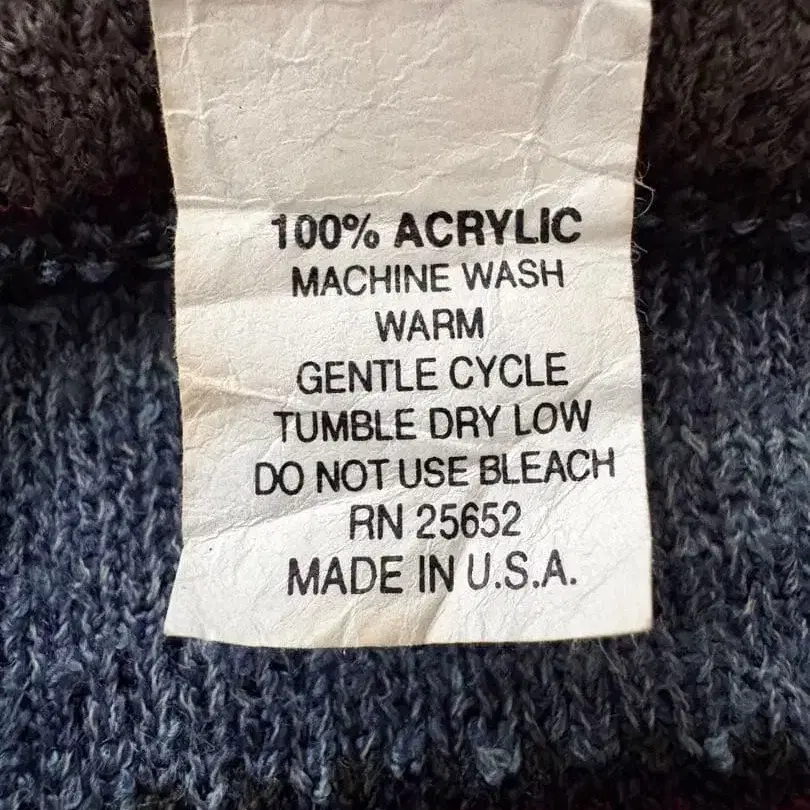 100% ACRYLIC
MACHINE WASH
WARM
GENTLE CYCLE
TUMBLE DRY LOW
DO NOT USE BLEACH
RN 25652
MADE IN U.S.A.